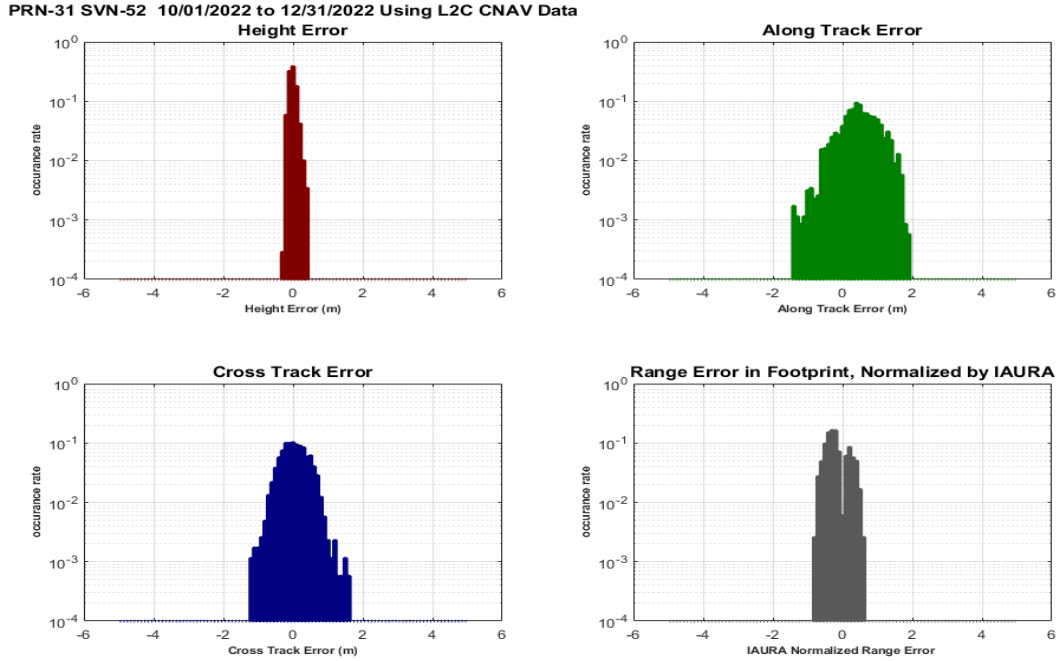 PRN-31 SVN-52 10/01/2022 to 12/31/2022 Using L2C CNAV Data
Height Error
10^0
10^-1
10^-2
10^-3
10^-4
occurance rate
-6 -4 -2 0 2 4 6
Height Error (m)
Along Track Error
10^0
10^-1
10^-2
10^-3
10^-4
occurance rate
-6 -4 -2 0 2 4 6
Along Track Error (m)
Cross Track Error
10^0
10^-1
10^-2
10^-3
10^-4
occurance rate
-6 -4 -2 0 2 4 6
Cross Track Error (m)
Range Error in Footprint, Normalized by IAURA
10^0
10^-1
10^-2
10^-3
10^-4
occurance rate
-6 -4 -2 0 2 4 6
IAURA Normalized Range Error